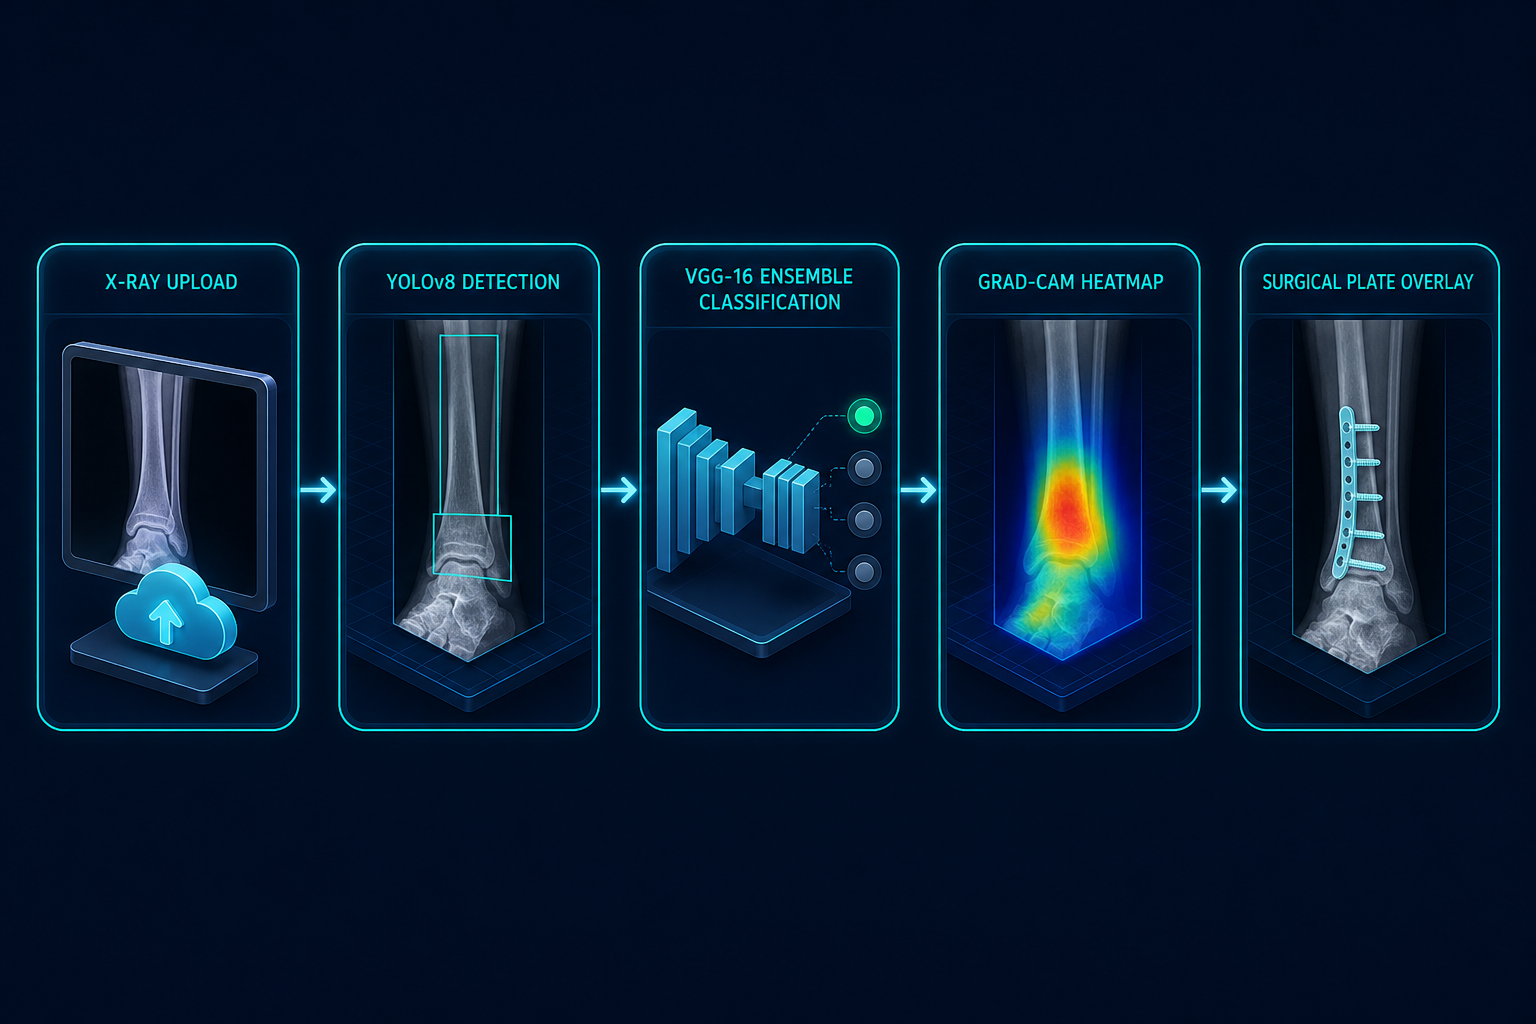 X-RAY UPLOAD
YOLOv8 DETECTION
VGG-16 ENSEMBLE
CLASSIFICATION
GRAD-CAM HEATMAP
SURGICAL PLATE OVERLAY